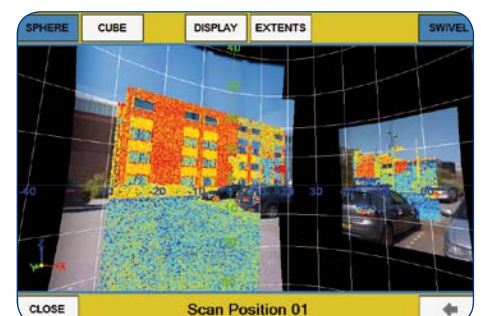 SPHERE CUBE DISPLAY EXTENTS SWIVEL
40
-40 -20 -10 30
Z
Y X
CLOSE Scan Position 01